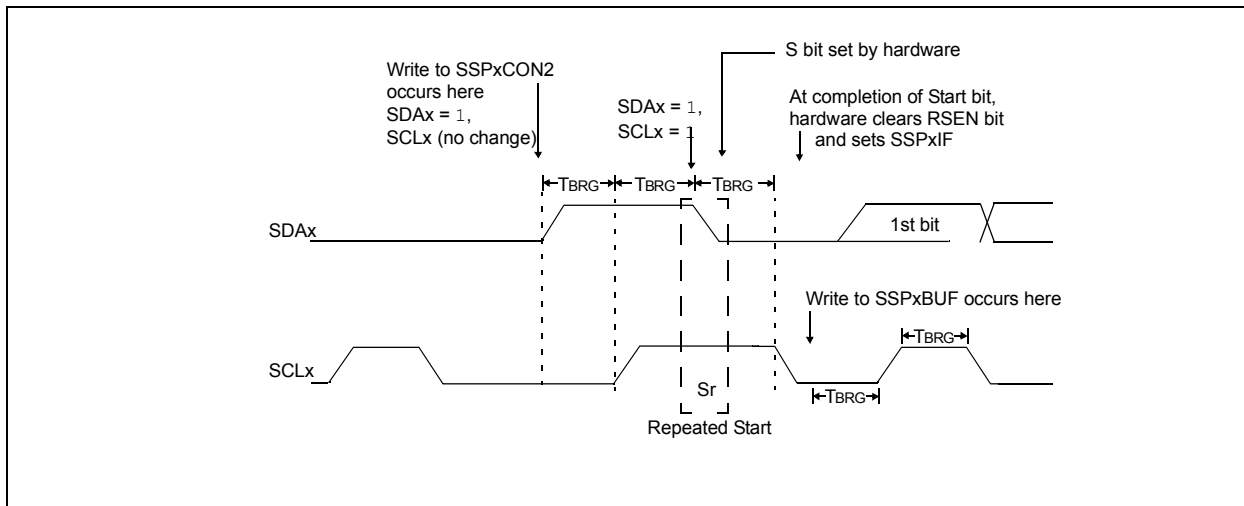 S bit set by hardware
Write to SSPxCON2
occurs here
SDAx = 1,
SCLx (no change)
SDAx = 1,
SCLx = 1
At completion of Start bit,
hardware clears RSEN bit
and sets SSPxIF
TBRG TBRG TBRG
SDAx
1st bit
Write to SSPxBUF occurs here
TBRG
SCLx
Sr
TBRG
Repeated Start